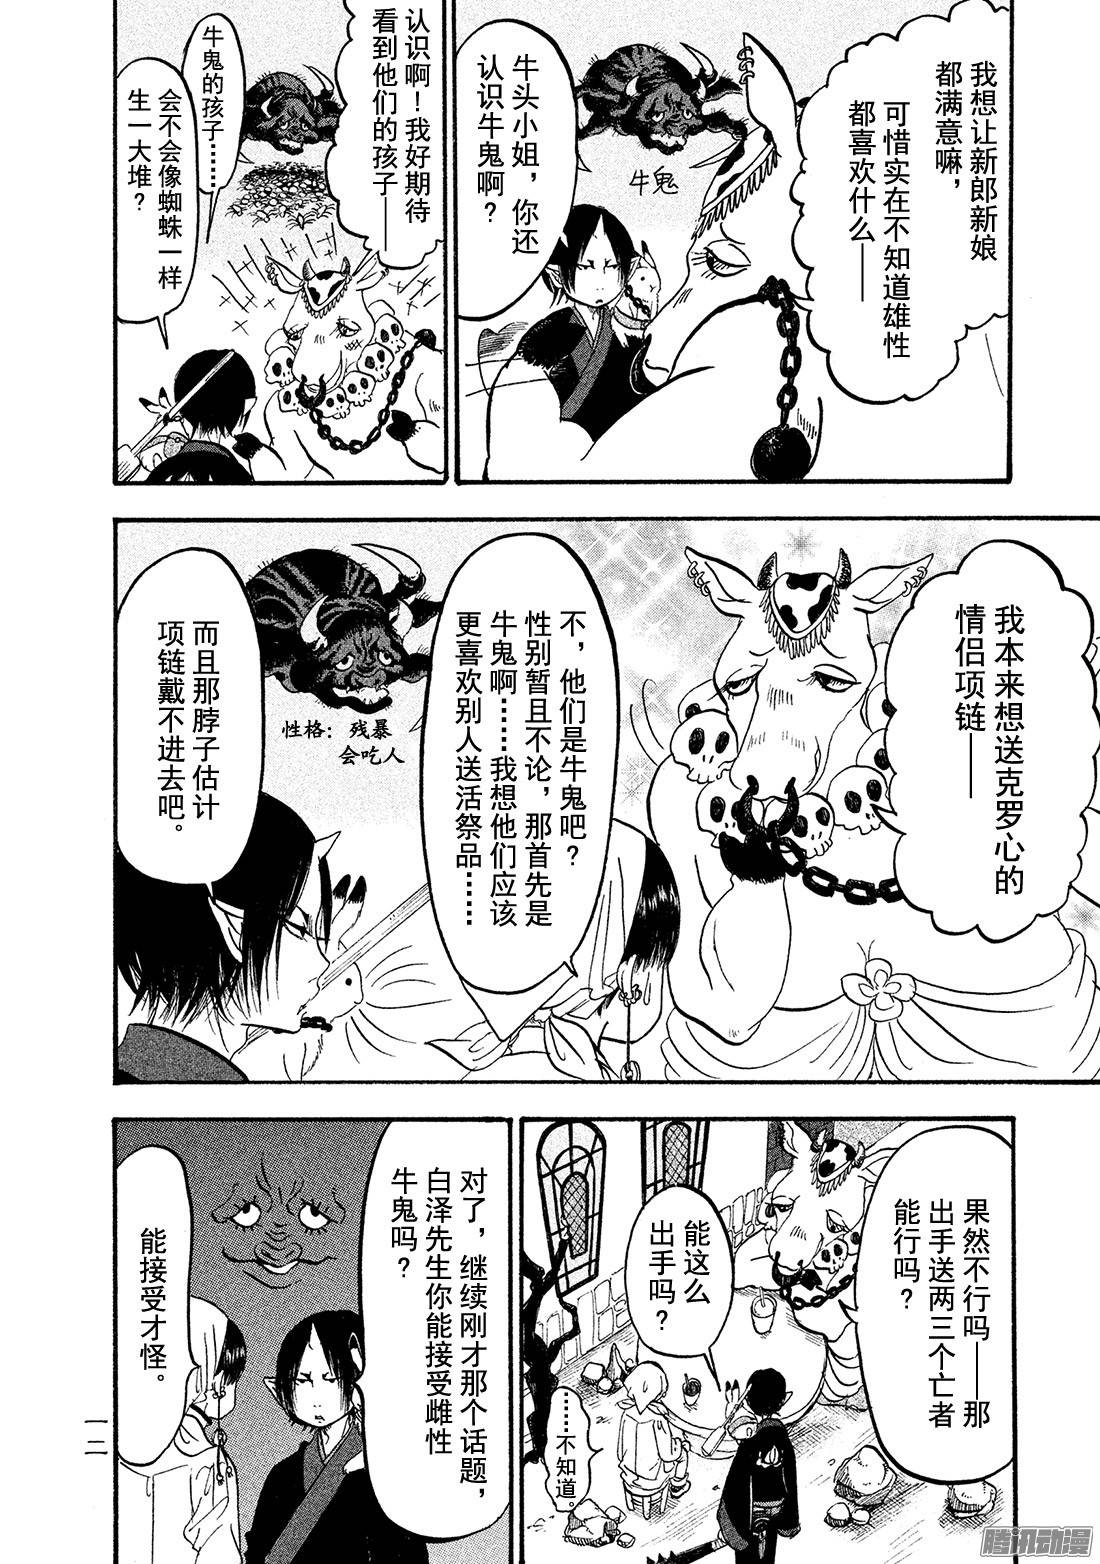 我想让新郎新娘
都满意嘛，
可惜实在不知道雄性
都喜欢什么——
牛鬼
牛头小姐，你还
认识牛鬼啊？
认识啊！我好期待
看到他们的孩子——
牛鬼的孩子……
会不会像蜘蛛一样
生一大堆？
我本来想送克罗心的
情侣项链——
不，他们是牛鬼吧？
性别暂且不论，那首先是
牛鬼啊……我想他们应该
更喜欢别人送活祭品……
性格：残暴
会吃人
而且那脖子估计
项链戴不进去吧。
果然不行吗——那
出手送两三个亡者
能行吗？
能这么
出手吗？
……不知道。
对了，继续刚才那个话题，
白泽先生你能接受雌性
牛鬼吗？
能接受才怪。
一二
腾讯动漫